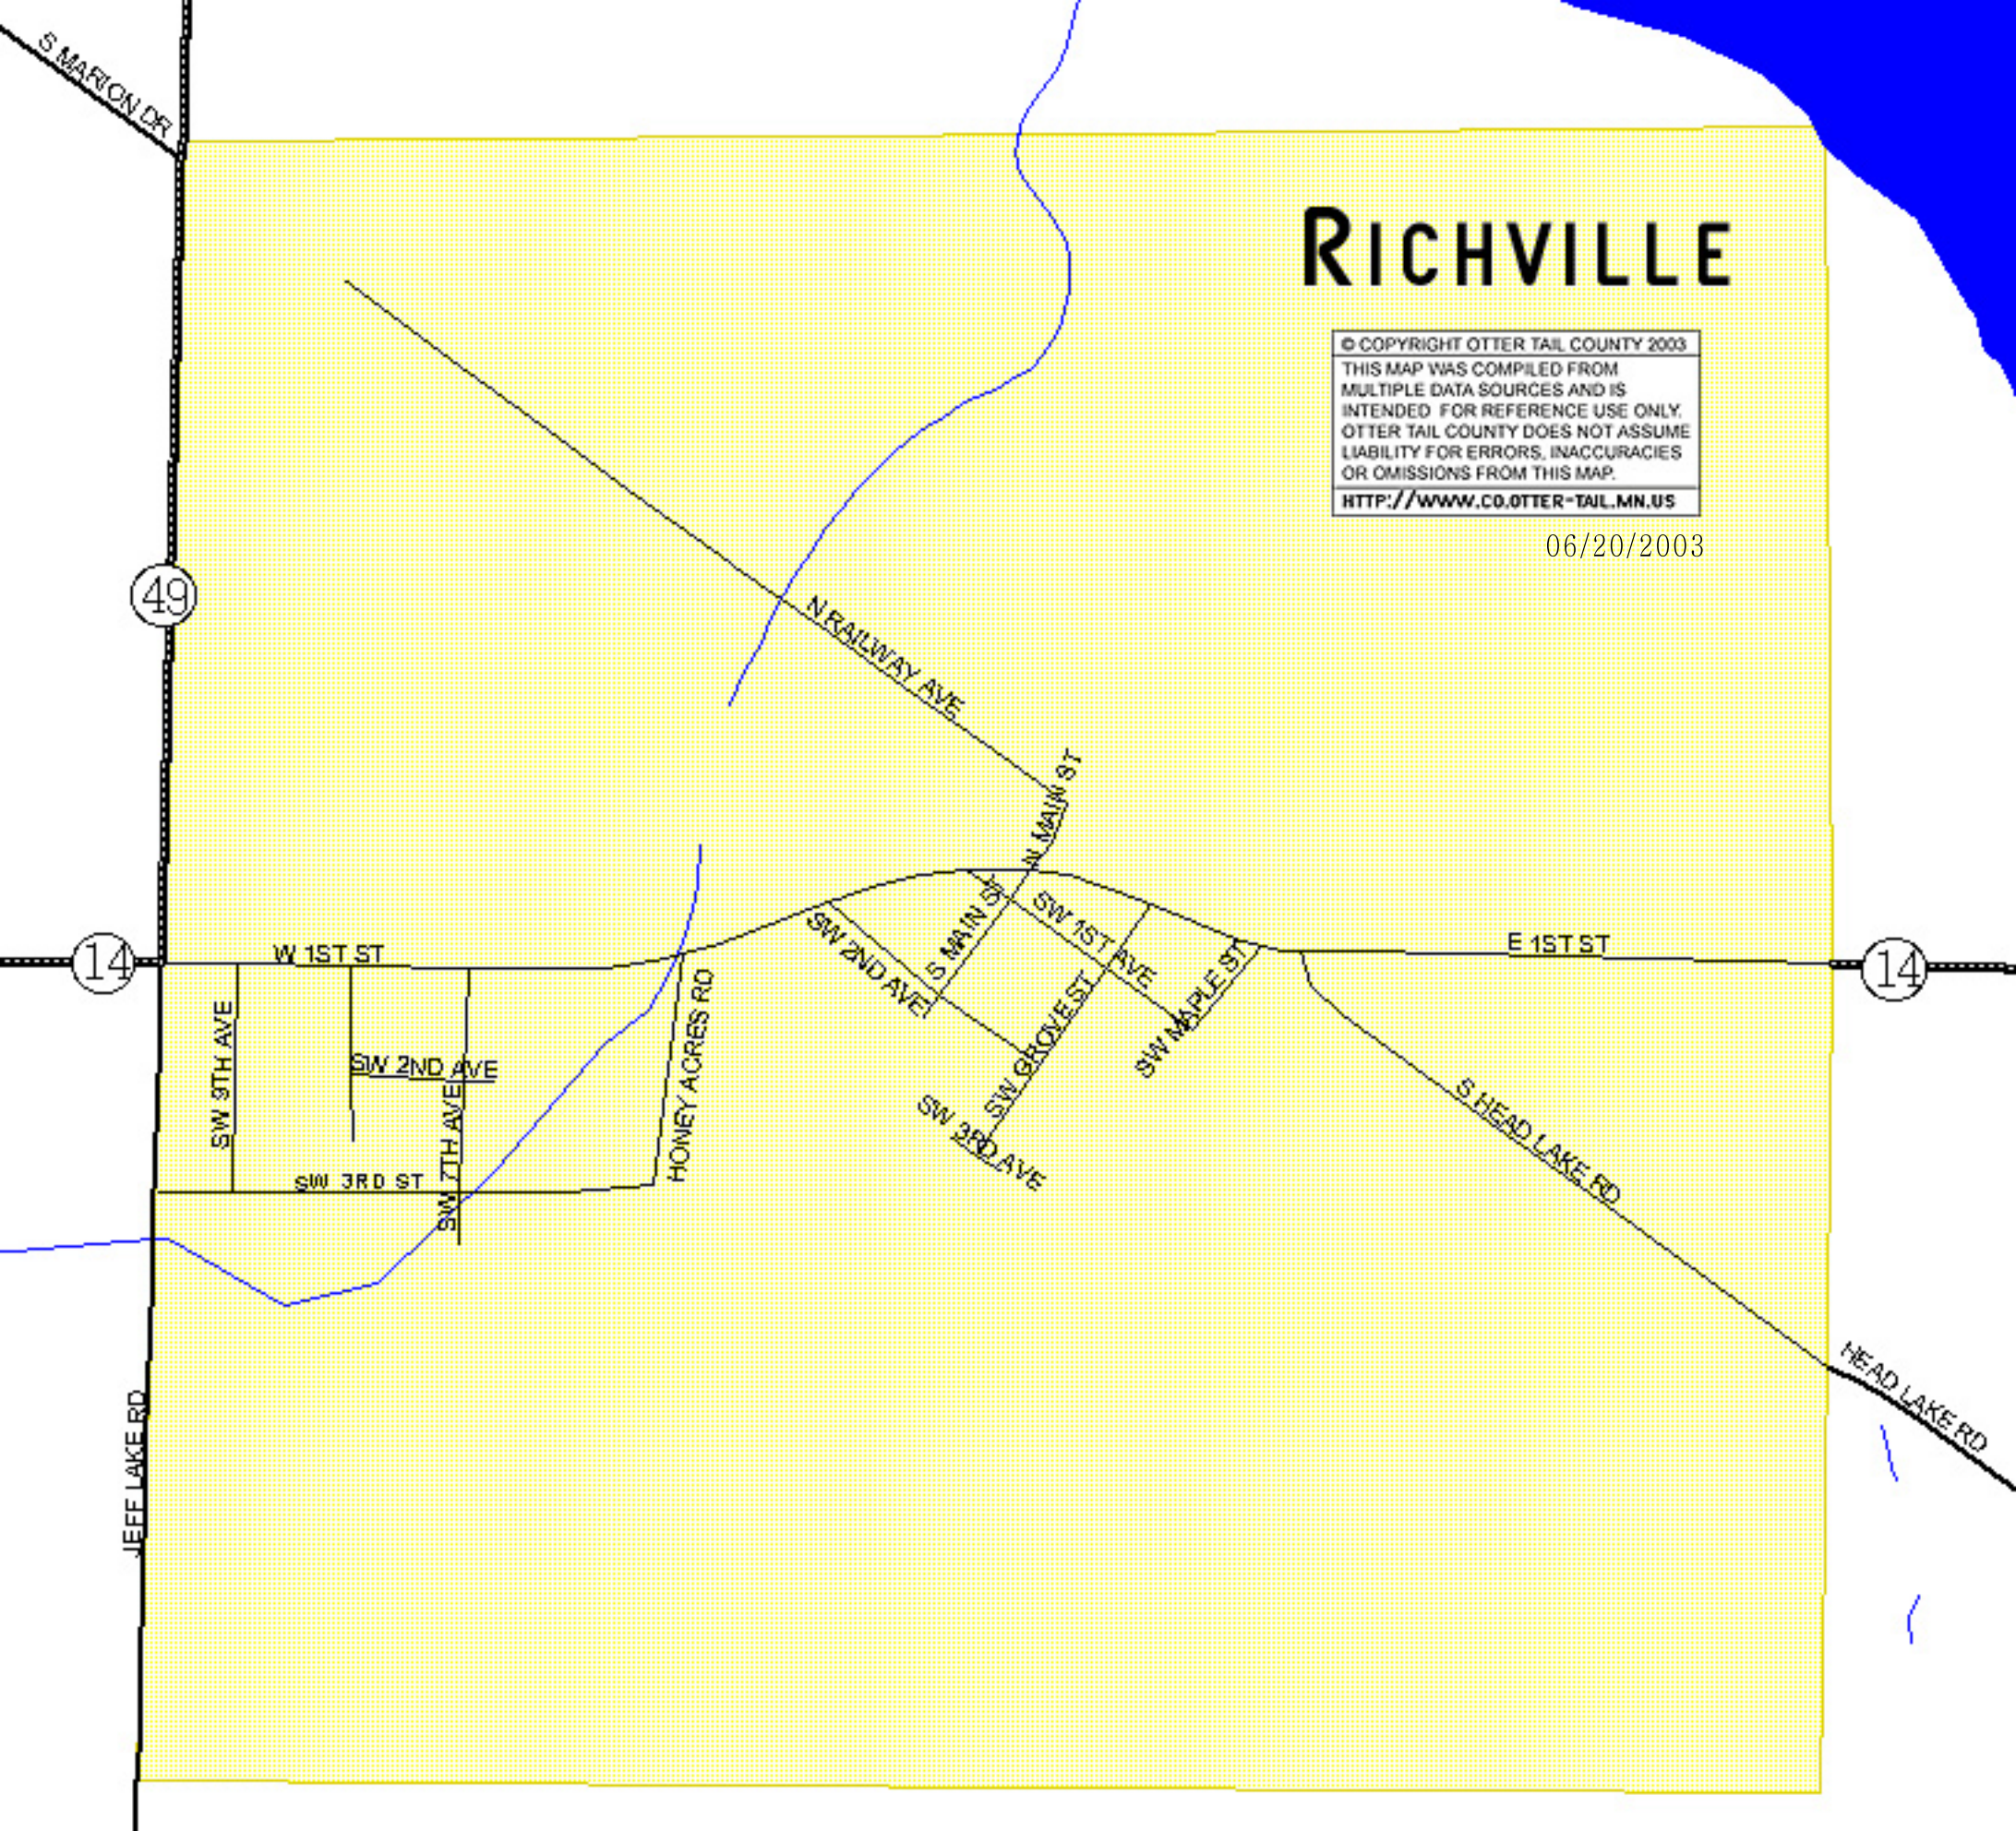 S MARION DR
RICHVILLE
© COPYRIGHT OTTER TAIL COUNTY 2003
THIS MAP WAS COMPILED FROM
MULTIPLE DATA SOURCES AND IS
INTENDED FOR REFERENCE USE ONLY.
OTTER TAIL COUNTY DOES NOT ASSUME
LIABILITY FOR ERRORS, INACCURACIES
OR OMISSIONS FROM THIS MAP.
HTTP://WWW.CO.OTTER-TAIL.MN.US
06/20/2003
49
N RAILWAY AVE
N MAIN ST
14
W 1ST ST
SW 2ND AVE
S MAIN ST
SW 1ST AVE
SW MAPLE ST
E 1ST ST
14
SW 9TH AVE
SW 2ND AVE
SW 7TH AVE
HONEY ACRES RD
SW GROVE ST
SW 3RD AVE
SW 3RD ST
S HEAD LAKE RD
HEAD LAKE RD
JEFF LAKE RD